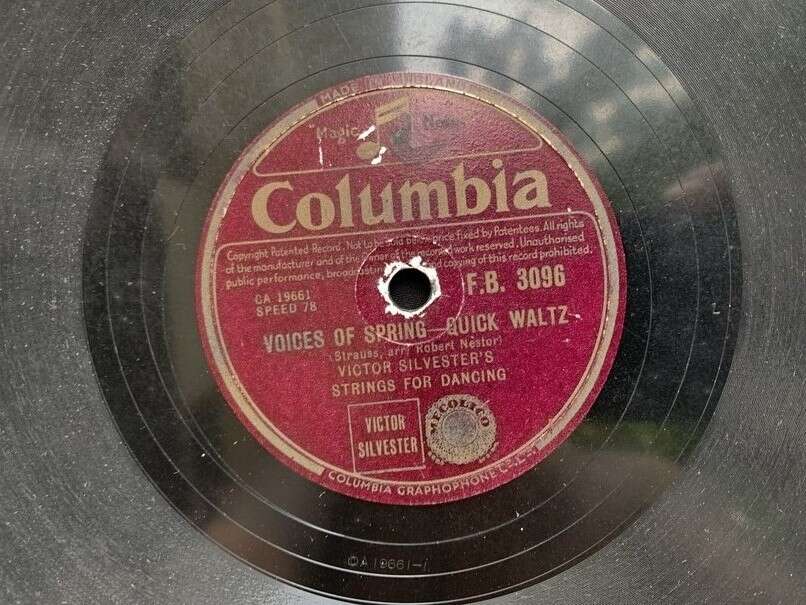 MADE IN ENGLAND
Magic Notes
Columbia
Copyright Patented Record. Not to be sold below price fixed by Patentees. All rights
of the manufacturer and of the owner of the recorded work reserved. Unauthorised
public performance, broadcasting and copying of this record prohibited.
CA 19661
SPEED 78
F.B. 3096
VOICES OF SPRING—QUICK WALTZ
(Strauss, arr. Robert Nestor)
VICTOR SILVESTER'S
STRINGS FOR DANCING
VICTOR
SILVESTER
MECOLICO
COLUMBIA GRAPHOPHONE
CA 19661-1